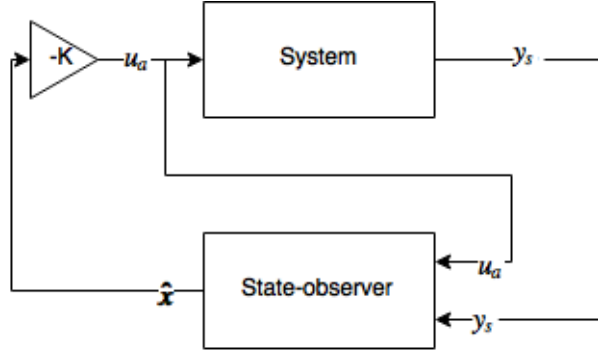 -K
u_a
System
y_s
State-observer
u_a
x̂
y_s